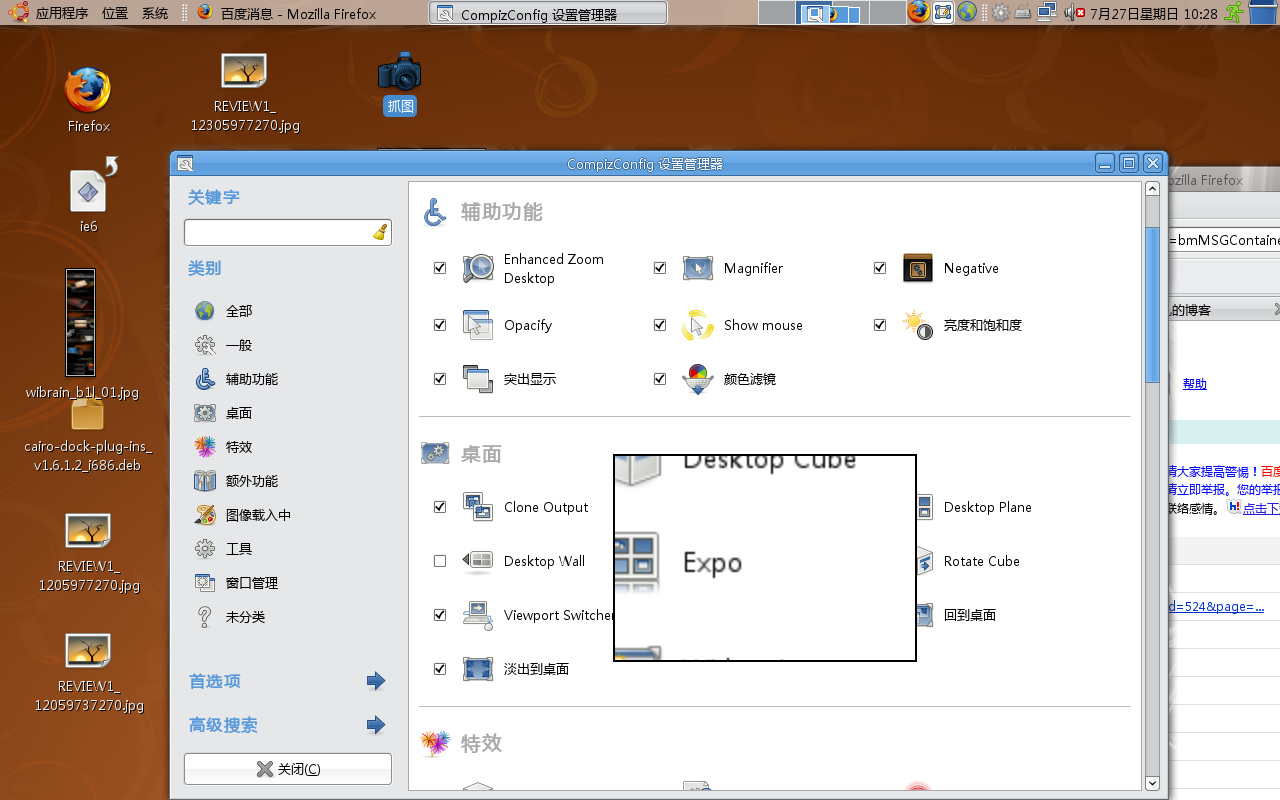 应用程序 位置 系统 百度消息 - Mozilla Firefox CompizConfig 设置管理器 7月27日星期日 10:28
Firefox
REVIEW1_
12305977270.jpg
抓图
ie6
wibrain_b1l_01.jpg
cairo-dock-plug-ins_
v1.6.1.2_i686.deb
REVIEW1_
1205977270.jpg
REVIEW1_
12059737270.jpg
CompizConfig 设置管理器
关键字
类别
全部
一般
辅助功能
桌面
特效
额外功能
图像载入中
工具
窗口管理
未分类
首选项
高级搜索
关闭(C)
辅助功能
Enhanced Zoom
Desktop
Magnifier
Negative
Opacify
Show mouse
亮度和饱和度
突出显示
颜色滤镜
桌面
Desktop Cube
Clone Output
Desktop Plane
Desktop Wall
Expo
Rotate Cube
Viewport Switcher
回到桌面
淡出到桌面
特效
ozilla Firefox
=bmMSGContaine
的博客
帮助
请大家提高警惕！百度
请立即举报。您的举报
联络感情。 点击下
d=524&page=...